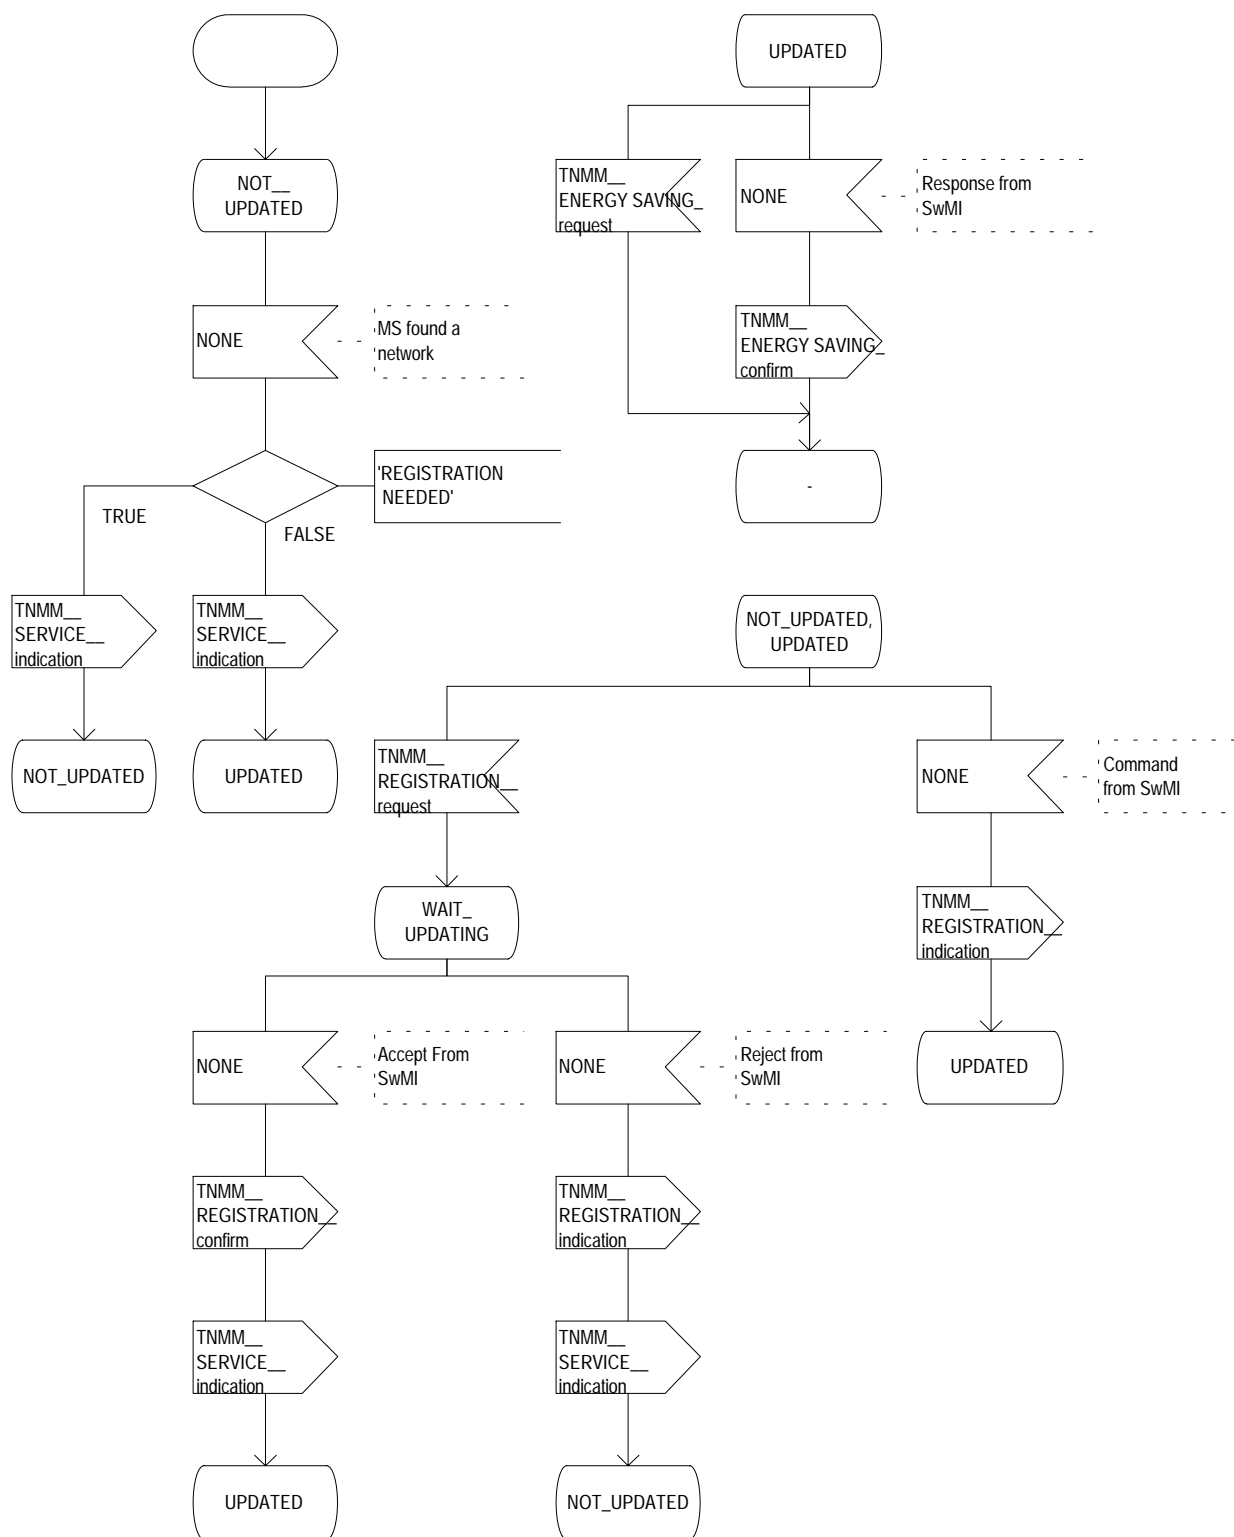 UPDATED
NOT__
UPDATED
TNMM__
ENERGY SAVING_
request
NONE
Response from
SwMI
NONE
MS found a
network
TNMM__
ENERGY SAVING_
confirm
'REGISTRATION
NEEDED'
-
TRUE
FALSE
TNMM__
SERVICE__
indication
TNMM__
SERVICE__
indication
NOT_UPDATED
UPDATED
NOT_UPDATED,
UPDATED
TNMM__
REGISTRATION__
request
NONE
Command
from SwMI
WAIT_
UPDATING
TNMM__
REGISTRATION__
indication
NONE
Accept From
SwMI
NONE
Reject from
SwMI
UPDATED
TNMM__
REGISTRATION__
confirm
TNMM__
REGISTRATION__
indication
TNMM__
SERVICE__
indication
TNMM__
SERVICE__
indication
UPDATED
NOT_UPDATED